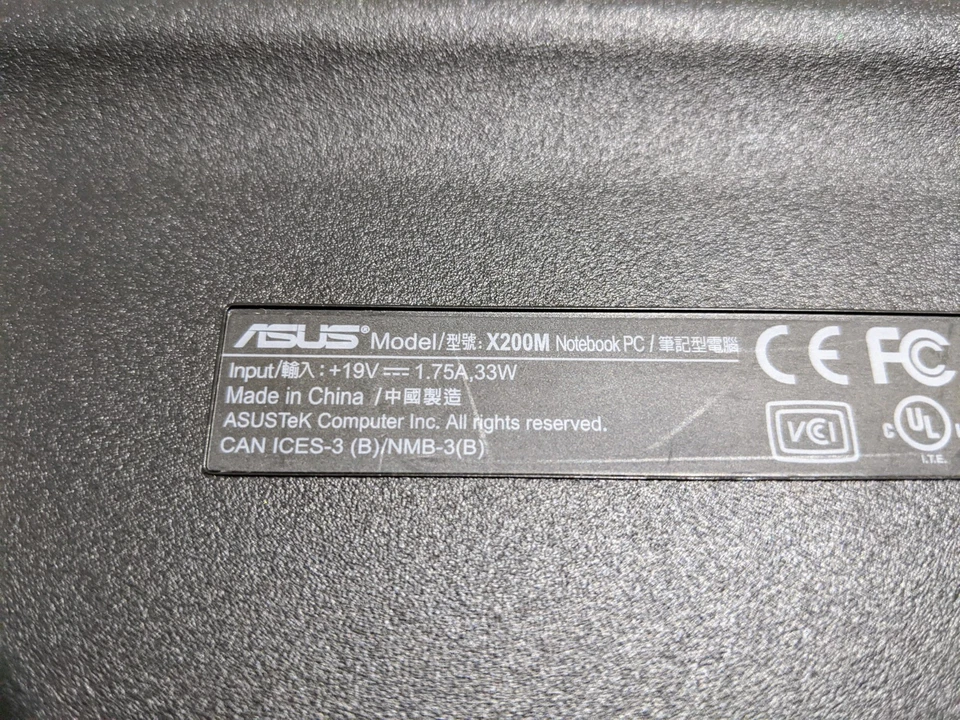 ASUS® Model/型號: X200M Notebook PC / 筆記型電腦
Input/輸入 : +19V ⎓ 1.75A,33W
Made in China / 中國製造
ASUSTeK Computer Inc. All rights reserved.
CAN ICES-3 (B)/NMB-3(B)
CE FC
VCI c UL
I.T.E.